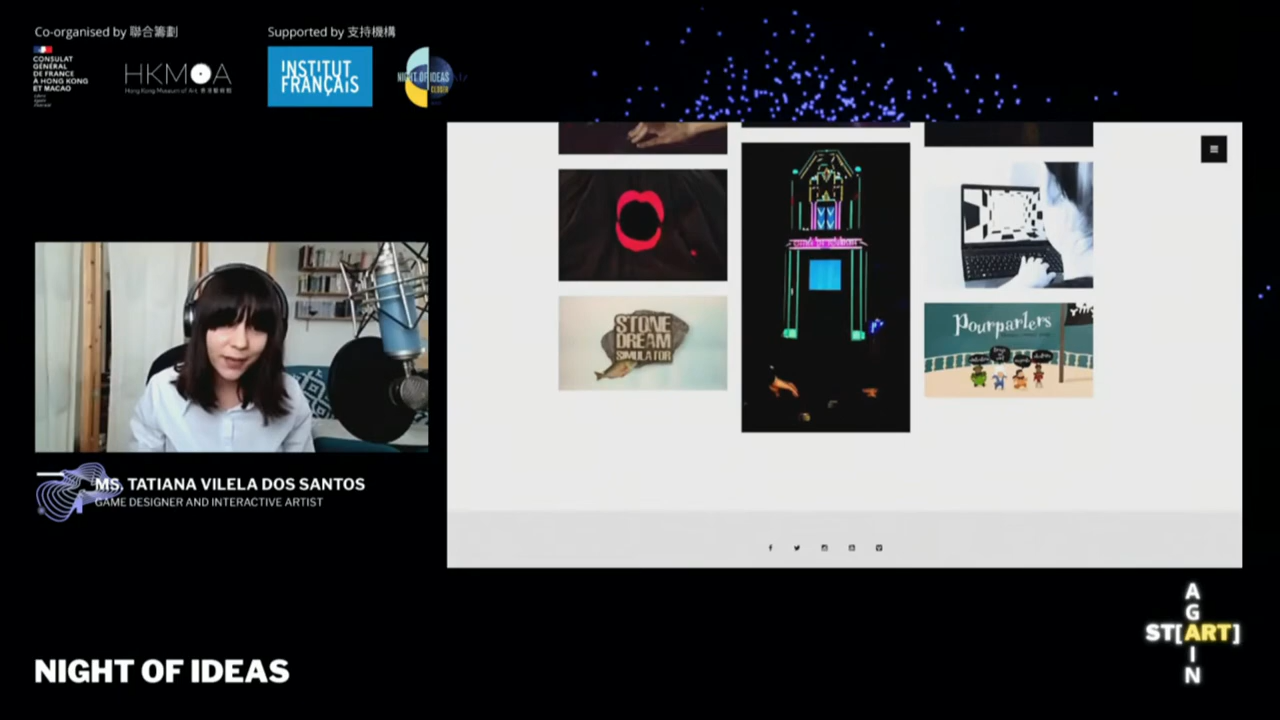 Co-organised by 聯合籌劃
Supported by 支持機構
CONSULAT
GÉNÉRAL
DE FRANCE
À HONG KONG
ET MACAO
HKMOA
Hong Kong Museum of Art 香港藝術館
INSTITUT
FRANÇAIS
NIGHT OF IDEAS
CLOSER
STONE
DREAM
SIMULATOR
Pourparlers
MS. TATIANA VILELA DOS SANTOS
GAME DESIGNER AND INTERACTIVE ARTIST
NIGHT OF IDEAS
AGAIN
ST[ART]